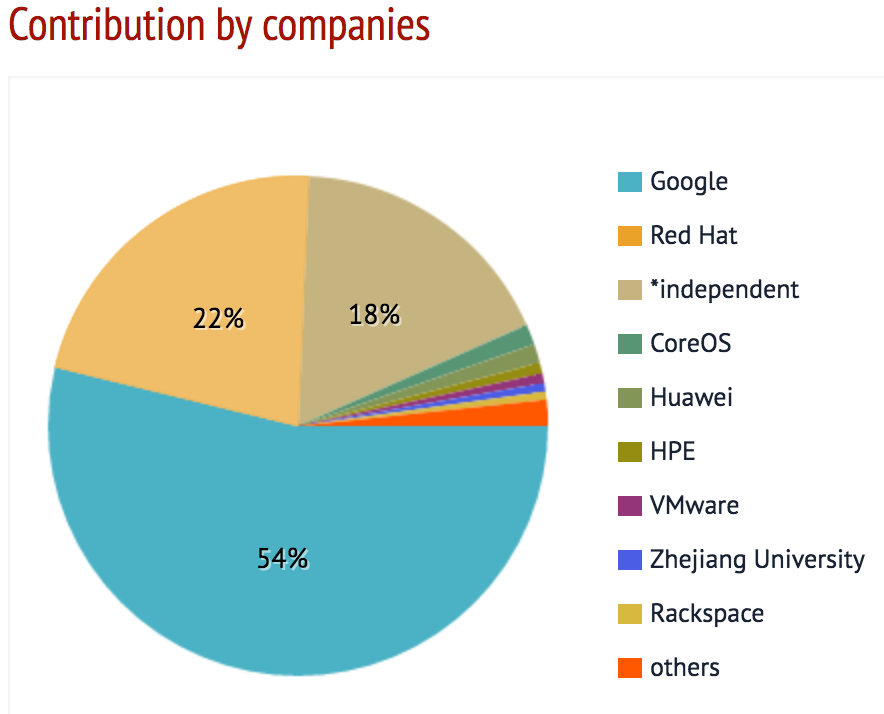 Contribution by companies
22%
18%
54%
Google
Red Hat
*independent
CoreOS
Huawei
HPE
VMware
Zhejiang University
Rackspace
others